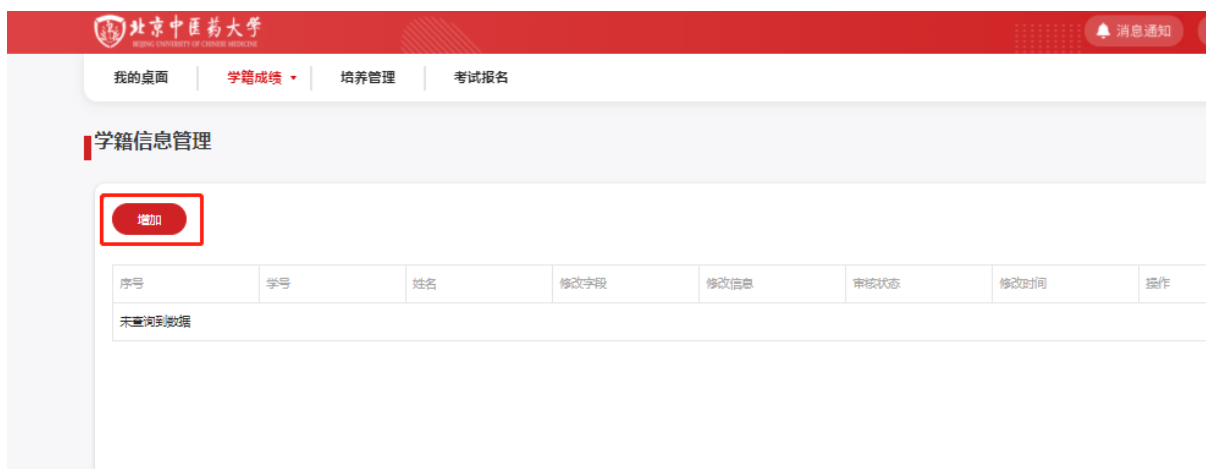 北京中医药大学
BEIJING UNIVERSITY OF CHINESE MEDICINE
消息通知
我的桌面 学籍成绩 培养管理 考试报名
学籍信息管理
增加
序号 学号 姓名 修改字段 修改信息 审核状态 修改时间 操作
未查询到数据